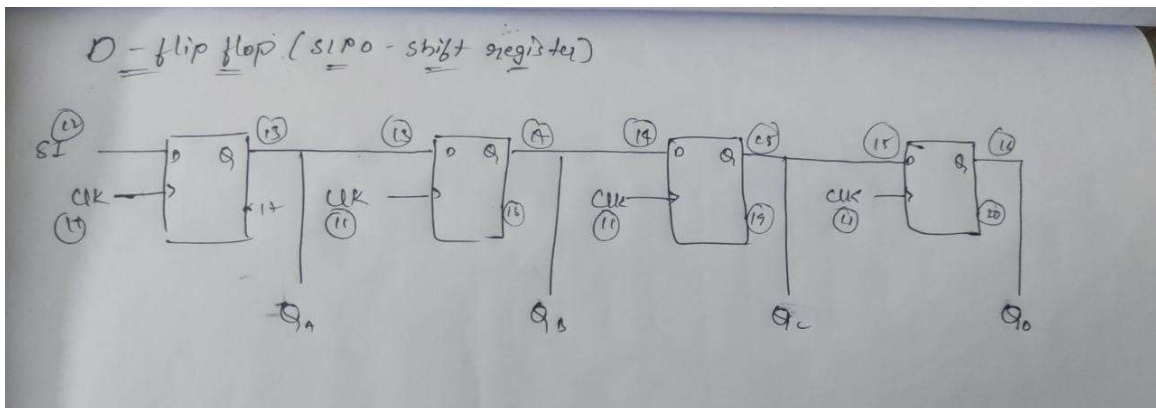 D - flip flop (SIPO - shift register)
12 13 13 14 14 15 15 16
SI D Q D Q D Q D Q
CLK CLK CLK CLK
17 18 19 20
11 11 11 11
QA QB QC QD